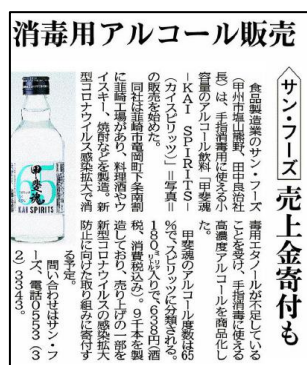 消毒用アルコール販売
サン・フーズ
売上金寄付も
食品製造業のサン・フーズ
(甲州市塩山熊野、田中良治社
長)は、手指消毒用に使える小
容量のアルコール飲料「甲斐魂
―KAI SPIRITS―
(カイスピリッツ)」=写真=
の販売を始めた。
同社は韮崎市竜岡町下条南割
に韮崎工場があり、料理酒やウ
イスキー、焼酎などを製造。新
型コロナウイルス感染拡大で消
毒用エタノールが不足している
ことを受け、手指消毒に使える
高濃度アルコールを商品化し
た。
甲斐魂のアルコール度数は65
%で、スピリッツに分類される。
180ミリリットル入りで、638円(酒
税、消費税込み)。9千本を製
造しており、売り上げの一部を
新型コロナウイルスの感染拡大
防止に向けた取り組みに寄付す
る予定。
問い合わせはサン・フ
ーズ、電話0553(3
2)3343。
65
甲斐魂
KAI SPIRITS